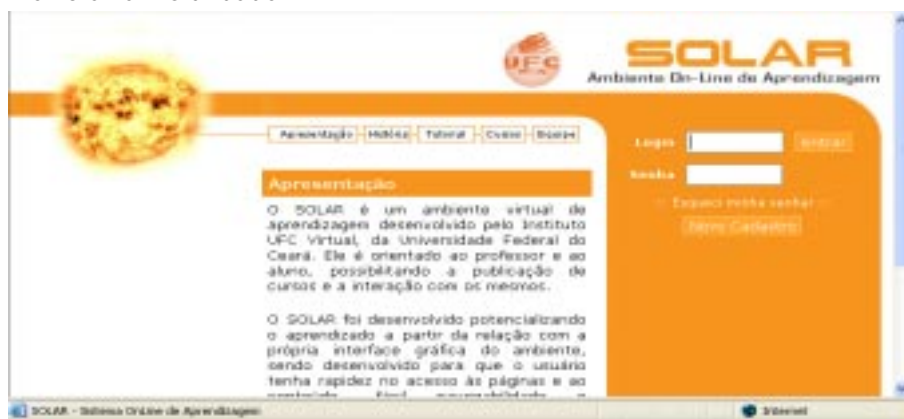 UFC
SOLAR
Ambiente On-Line de Aprendizagem
Apresentação História Tutorial Cursos Equipe
Login entrar
Senha
Esqueci minha senha!
Novo Cadastro
Apresentação
O SOLAR é um ambiente virtual de
aprendizagem desenvolvido pelo Instituto
UFC Virtual, da Universidade Federal do
Ceará. Ele é orientado ao professor e ao
aluno, possibilitando a publicação de
cursos e a interação com os mesmos.
O SOLAR foi desenvolvido potencializando
o aprendizado a partir da relação com a
própria interface gráfica do ambiente,
sendo desenvolvido para que o usuário
tenha rapidez no acesso às páginas e ao
SOLAR - Sistema OnLine de Aprendizagem Internet